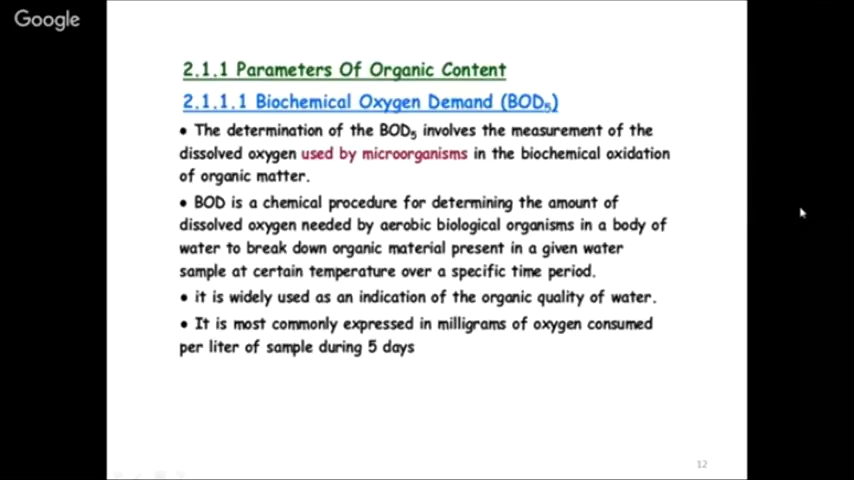 Google
2.1.1 Parameters Of Organic Content
2.1.1.1 Biochemical Oxygen Demand (BOD₅)
• The determination of the BOD₅ involves the measurement of the
dissolved oxygen used by microorganisms in the biochemical oxidation
of organic matter.
• BOD is a chemical procedure for determining the amount of
dissolved oxygen needed by aerobic biological organisms in a body of
water to break down organic material present in a given water
sample at certain temperature over a specific time period.
• it is widely used as an indication of the organic quality of water.
• It is most commonly expressed in milligrams of oxygen consumed
per liter of sample during 5 days
12